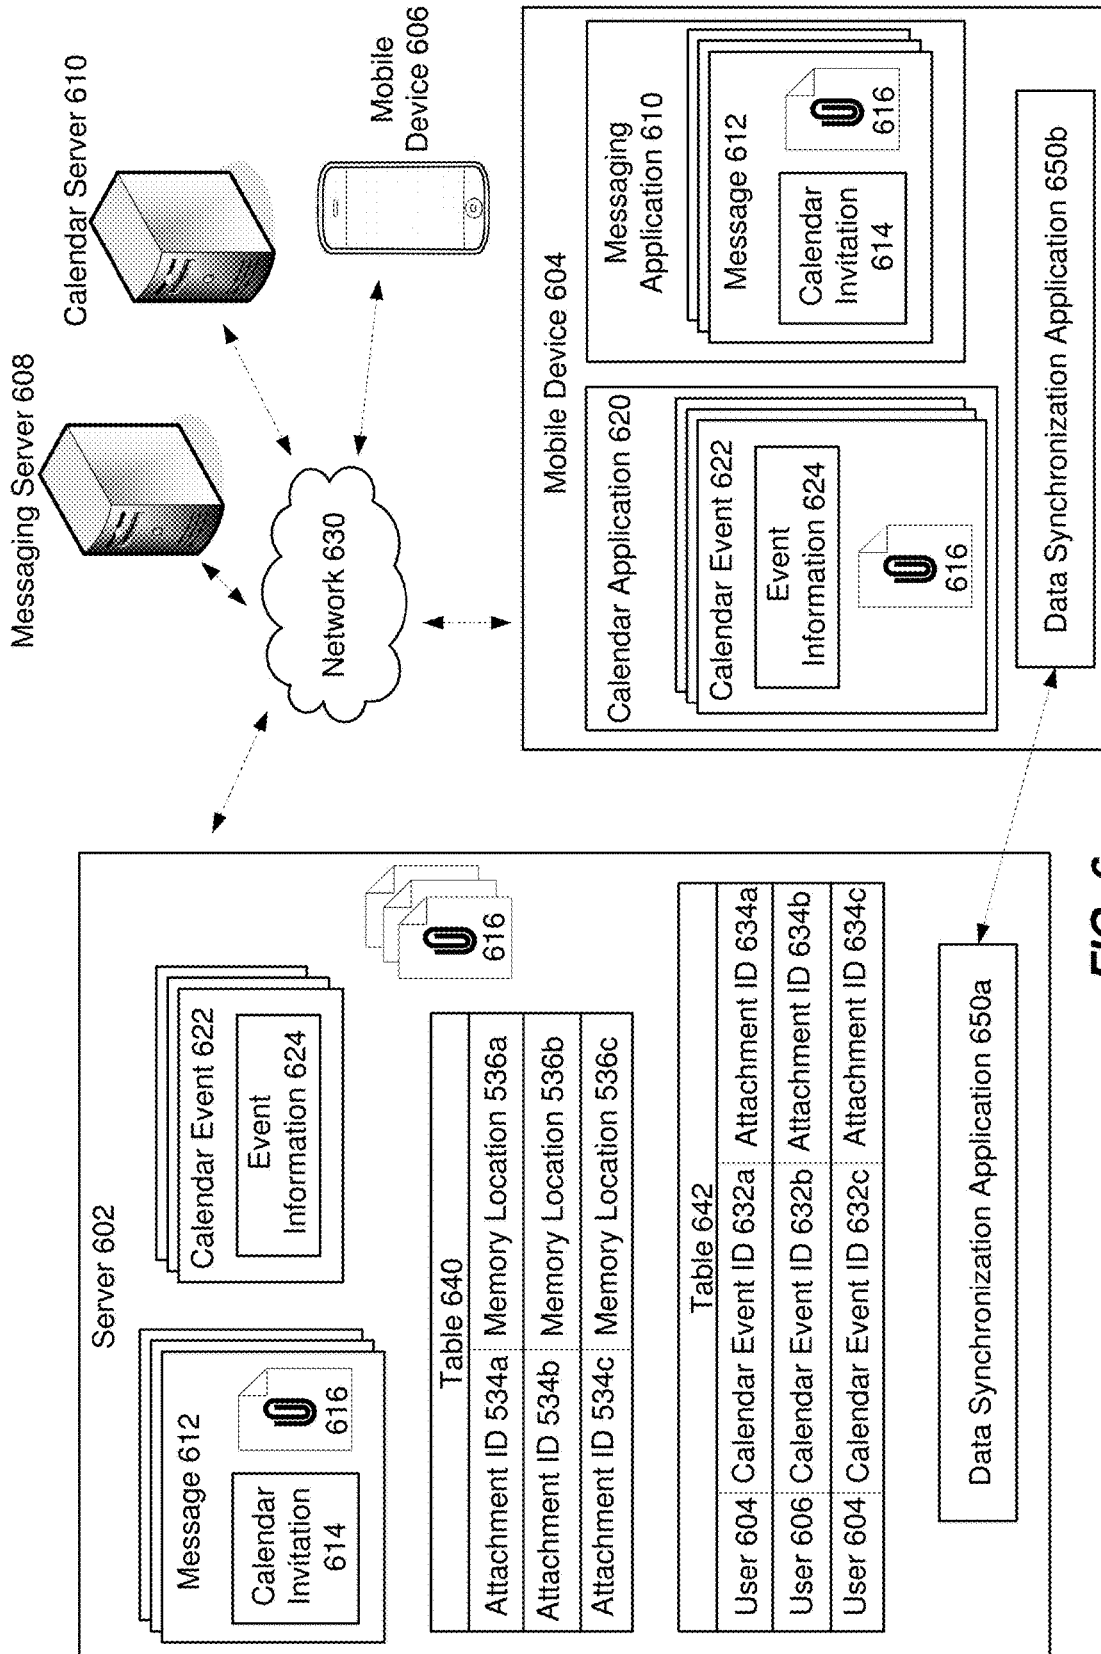 Server 602
Message 612
Calendar
Invitation
614
616
Calendar Event 622
Event
Information 624
616
Table 640
Attachment ID 534a Memory Location 536a
Attachment ID 534b Memory Location 536b
Attachment ID 534c Memory Location 536c
Table 642
User 604 Calendar Event ID 632a Attachment ID 634a
User 606 Calendar Event ID 632b Attachment ID 634b
User 604 Calendar Event ID 632c Attachment ID 634c
Data Synchronization Application 650a
Messaging Server 608
Calendar Server 610
Mobile
Device 606
Network 630
Mobile Device 604
Calendar Application 620
Calendar Event 622
Event
Information 624
616
Messaging
Application 610
Message 612
Calendar
Invitation
614
616
Data Synchronization Application 650b